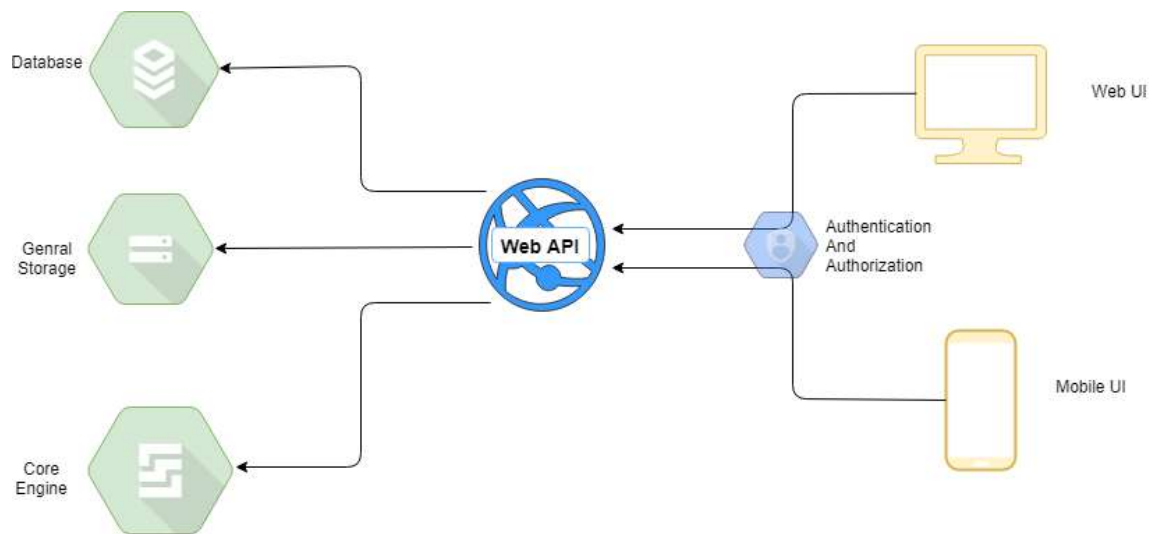 Database
Web UI
Authentication
And
Authorization
Web API
Genral
Storage
Mobile UI
Core
Engine